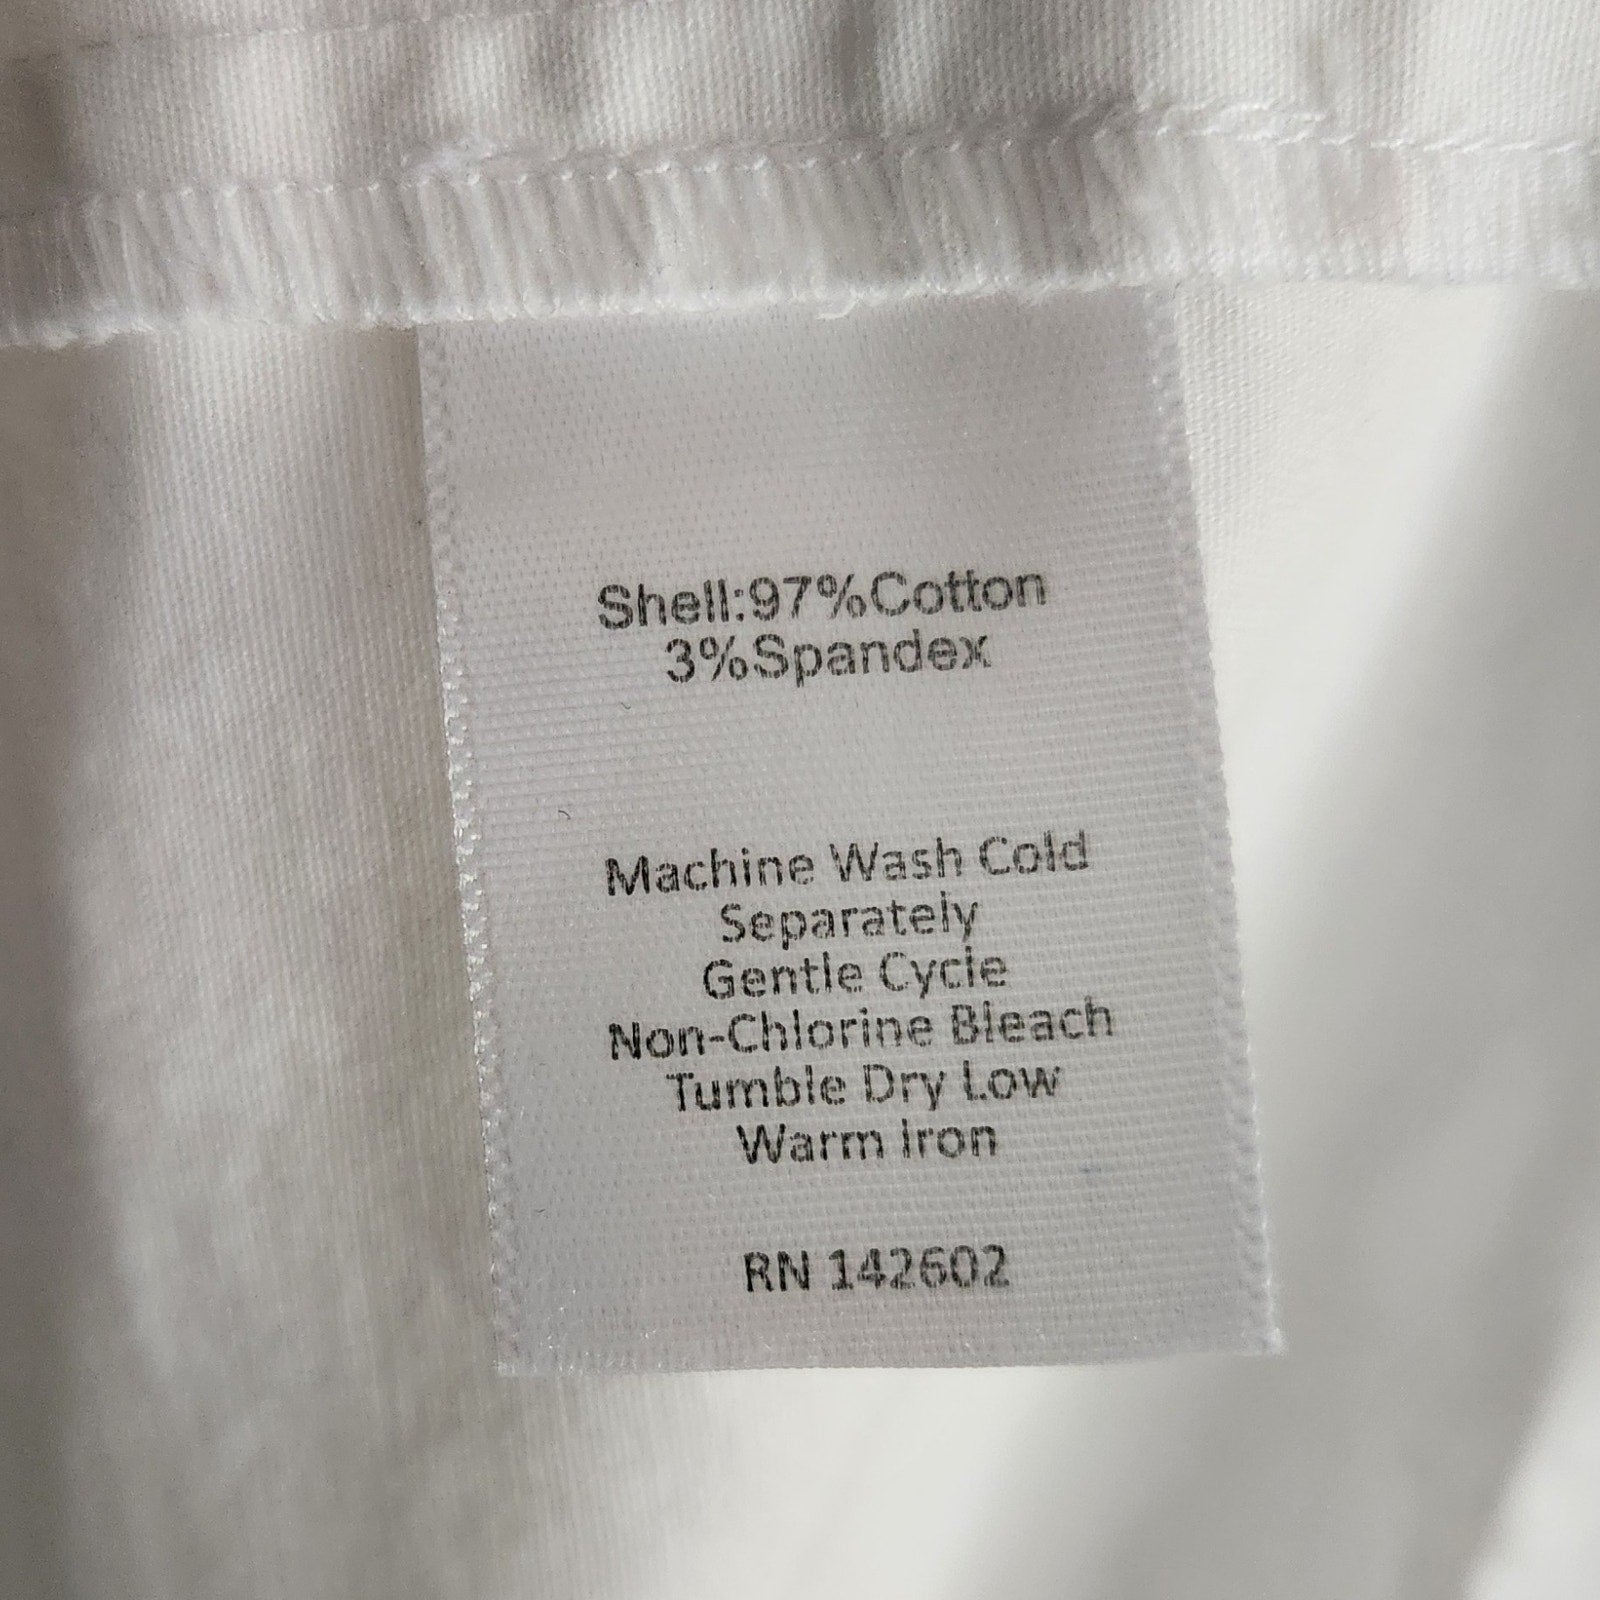 Shell:97%Cotton
3%Spandex
Machine Wash Cold
Separately
Gentle Cycle
Non-Chlorine Bleach
Tumble Dry Low
Warm Iron
RN 142602